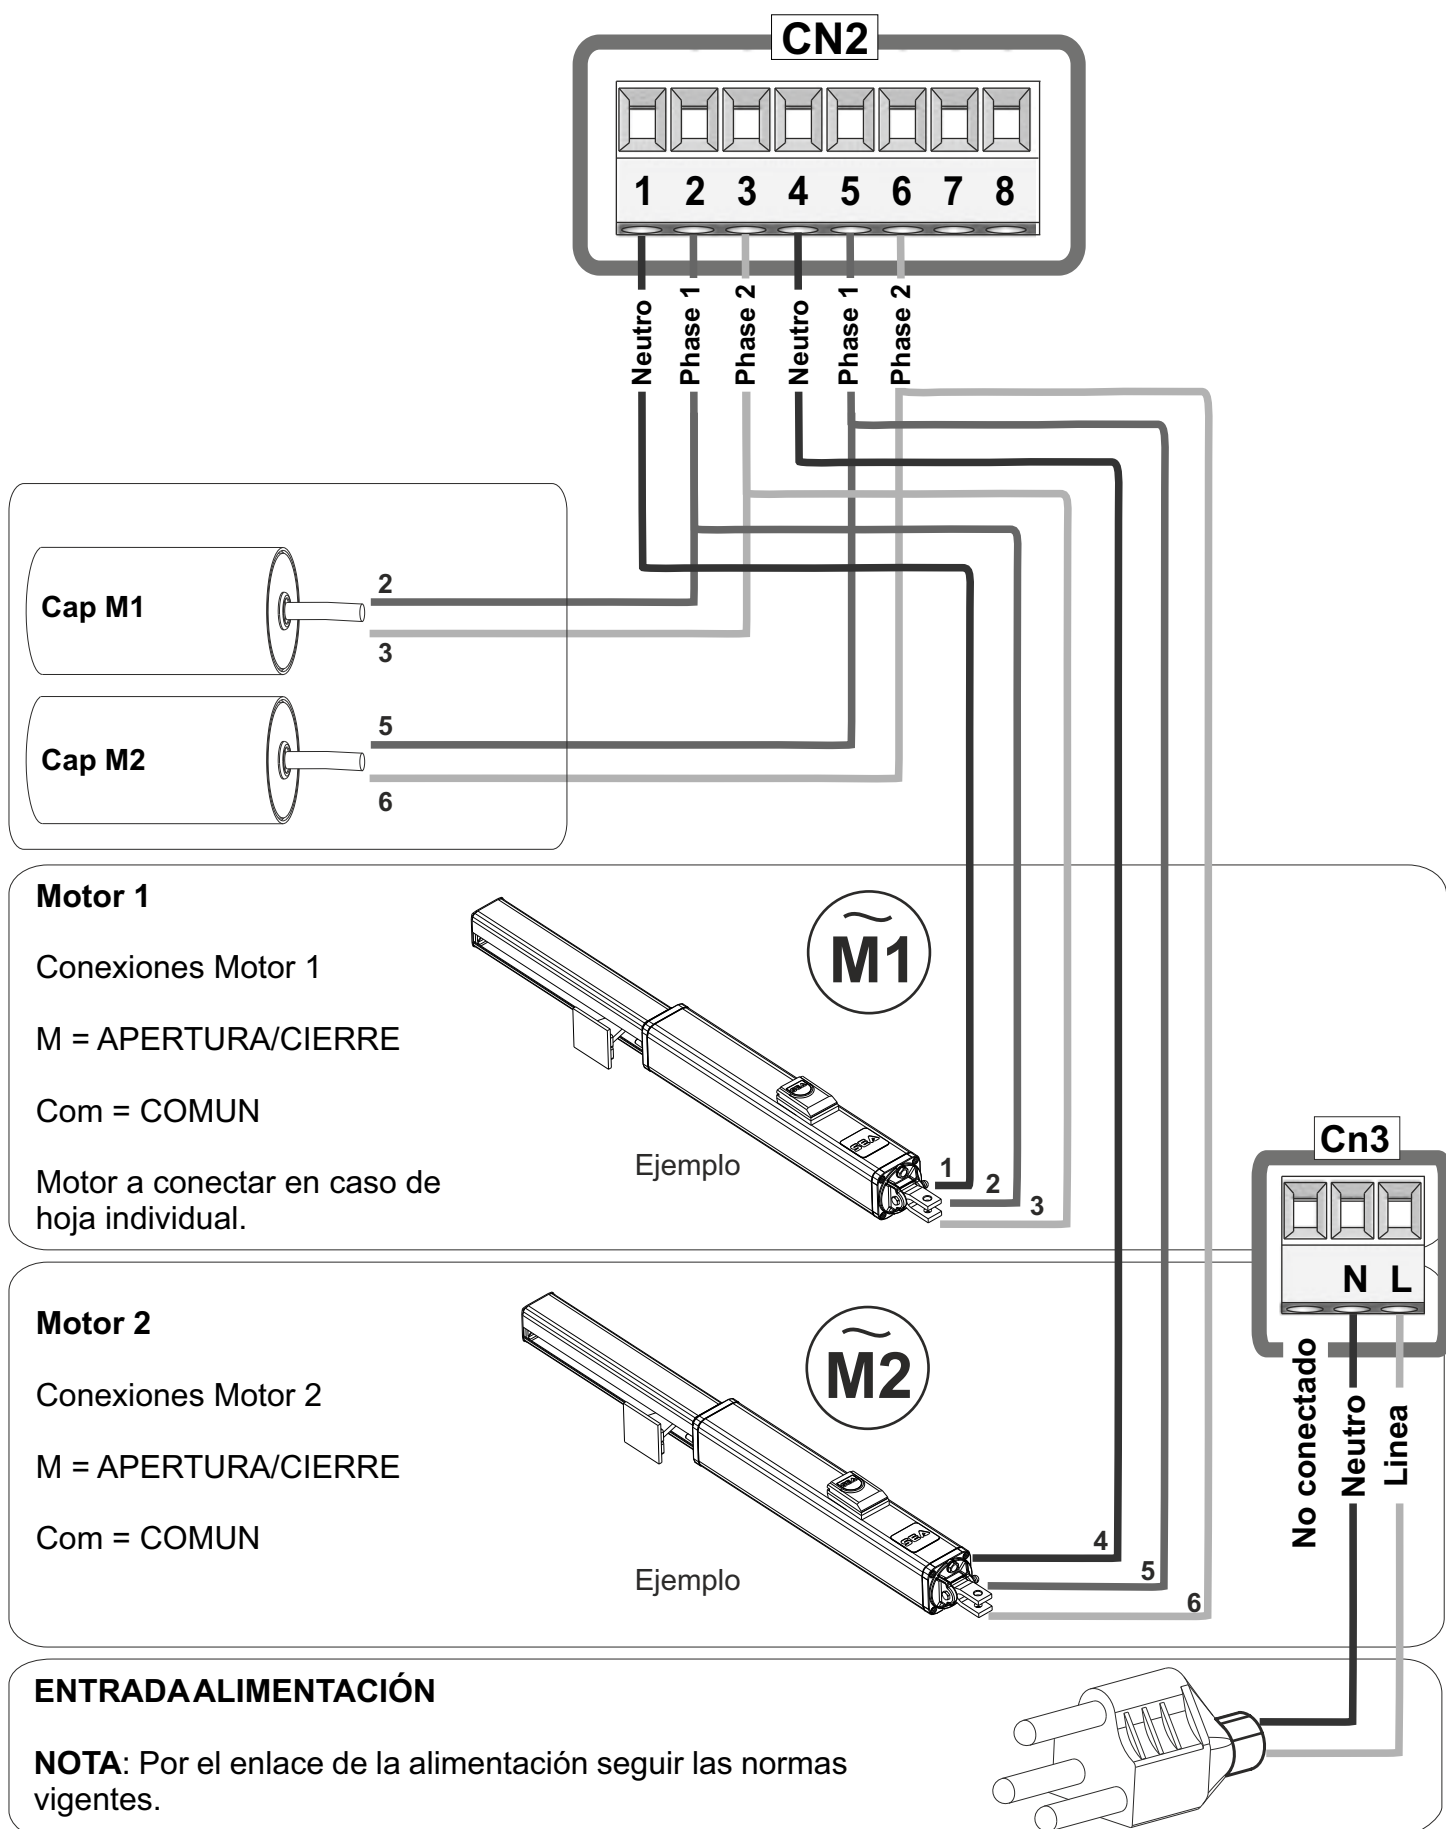 CN2
1 2 3 4 5 6 7 8
Neutro
Phase 1
Phase 2
Neutro
Phase 1
Phase 2
Cap M1
2
3
Cap M2
5
6
Motor 1
Conexiones Motor 1
M = APERTURA/CIERRE
Com = COMUN
Motor a conectar en caso de
hoja individual.
M1
SEA
Ejemplo
1
2
3
Cn3
N L
No conectado
Neutro
Linea
Motor 2
Conexiones Motor 2
M = APERTURA/CIERRE
Com = COMUN
M2
SEA
Ejemplo
4
5
6
ENTRADA ALIMENTACIÓN
NOTA: Por el enlace de la alimentación seguir las normas
vigentes.